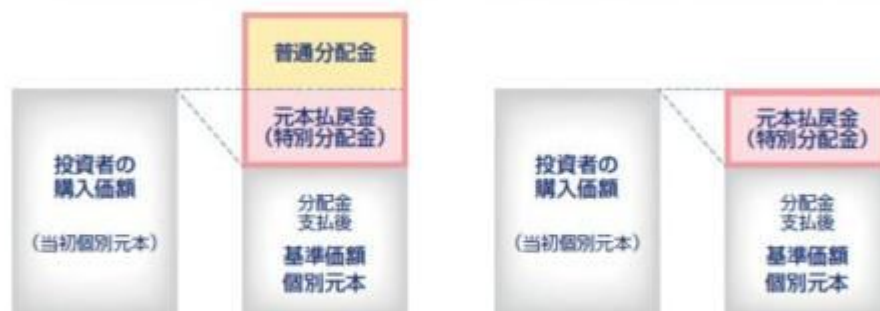 普通分配金
元本払戻金
(特別分配金)
投資者の
購入価額
(当初個別元本)
分配金
支払後
基準価額
個別元本
元本払戻金
(特別分配金)
投資者の
購入価額
(当初個別元本)
分配金
支払後
基準価額
個別元本